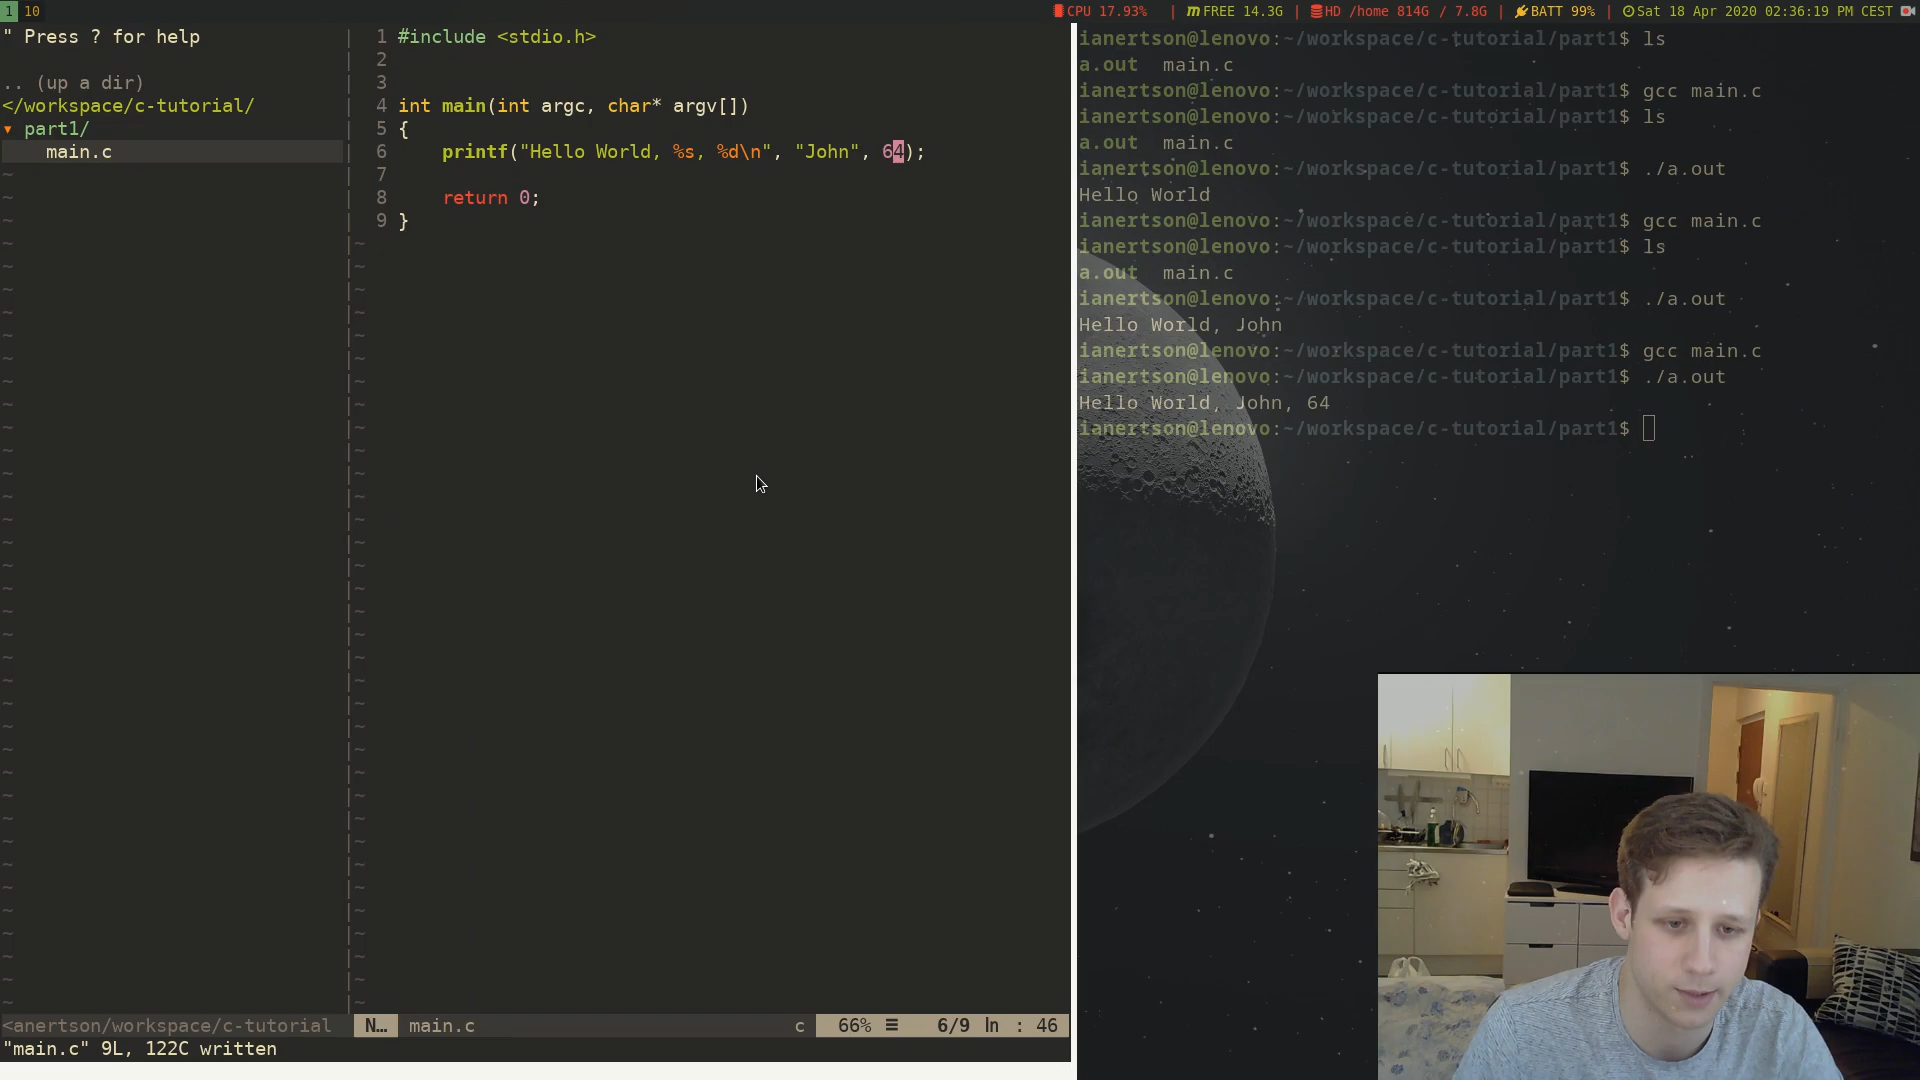 1 10 CPU 17.93% | m FREE 14.3G | HD /home 814G / 7.8G | BATT 99% | Sat 18 Apr 2020 02:36:19 PM CEST
" Press ? for help
.. (up a dir)
</workspace/c-tutorial/
▾ part1/
main.c
1 #include <stdio.h>
2
3
4 int main(int argc, char* argv[])
5 {
6 printf("Hello World, %s, %d\n", "John", 64);
7
8 return 0;
9 }
<anertson/workspace/c-tutorial
N... main.c c 66% ☰ 6/9 ln : 46
"main.c" 9L, 122C written
ianertson@lenovo:~/workspace/c-tutorial/part1$ ls
a.out main.c
ianertson@lenovo:~/workspace/c-tutorial/part1$ gcc main.c
ianertson@lenovo:~/workspace/c-tutorial/part1$ ls
a.out main.c
ianertson@lenovo:~/workspace/c-tutorial/part1$ ./a.out
Hello World
ianertson@lenovo:~/workspace/c-tutorial/part1$ gcc main.c
ianertson@lenovo:~/workspace/c-tutorial/part1$ ls
a.out main.c
ianertson@lenovo:~/workspace/c-tutorial/part1$ ./a.out
Hello World, John
ianertson@lenovo:~/workspace/c-tutorial/part1$ gcc main.c
ianertson@lenovo:~/workspace/c-tutorial/part1$ ./a.out
Hello World, John, 64
ianertson@lenovo:~/workspace/c-tutorial/part1$